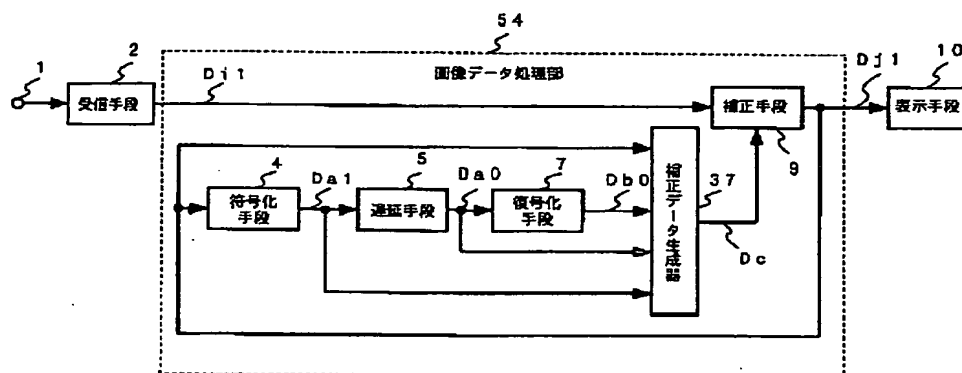 54
1
2
受信手段
Di1
画像データ処理部
Dj1
10
補正手段
表示手段
9
4
符号化
手段
Da1
5
遅延手段
Da0
7
復号化
手段
Db0
補正データ生成器
37
Dc